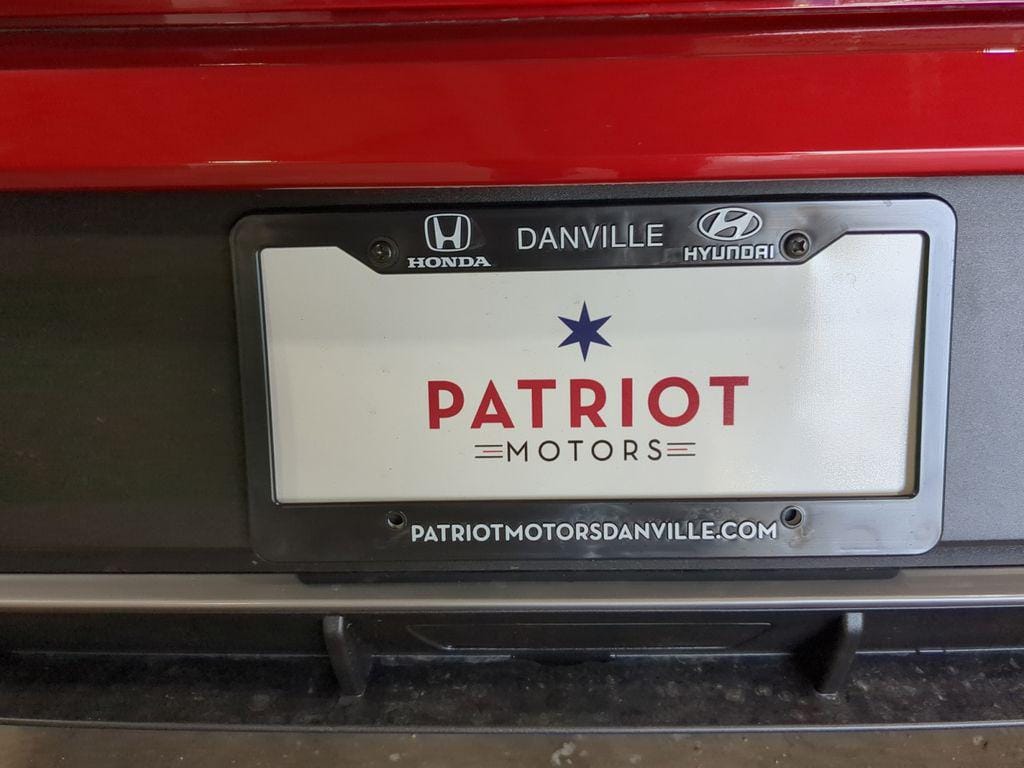 HONDA DANVILLE HYUNDAI
PATRIOT
MOTORS
PATRIOTMOTORSDANVILLE.COM